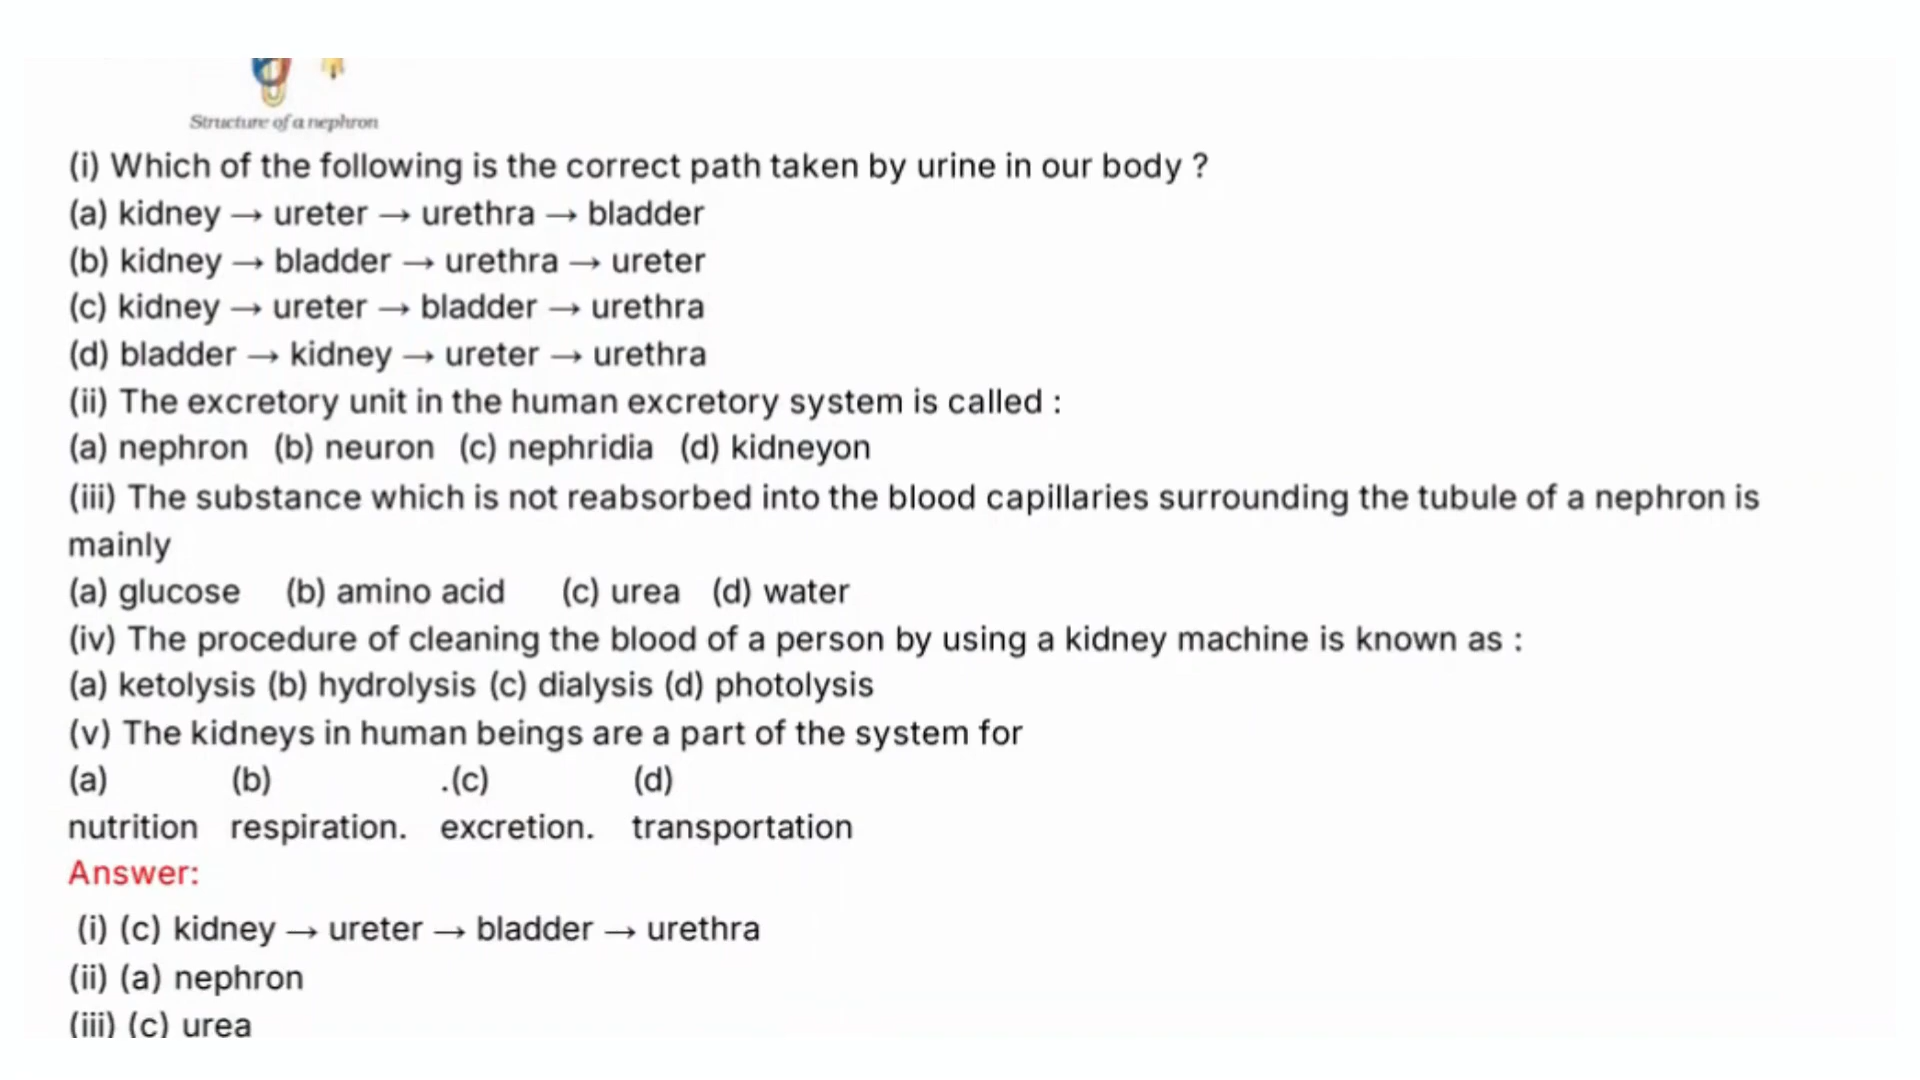 Structure of a nephron
(i) Which of the following is the correct path taken by urine in our body ?
(a) kidney → ureter → urethra → bladder
(b) kidney → bladder → urethra → ureter
(c) kidney → ureter → bladder → urethra
(d) bladder → kidney → ureter → urethra
(ii) The excretory unit in the human excretory system is called :
(a) nephron (b) neuron (c) nephridia (d) kidneyon
(iii) The substance which is not reabsorbed into the blood capillaries surrounding the tubule of a nephron is
mainly
(a) glucose (b) amino acid (c) urea (d) water
(iv) The procedure of cleaning the blood of a person by using a kidney machine is known as :
(a) ketolysis (b) hydrolysis (c) dialysis (d) photolysis
(v) The kidneys in human beings are a part of the system for
(a) (b) .(c) (d)
nutrition respiration. excretion. transportation
Answer:
(i) (c) kidney → ureter → bladder → urethra
(ii) (a) nephron
(iii) (c) urea